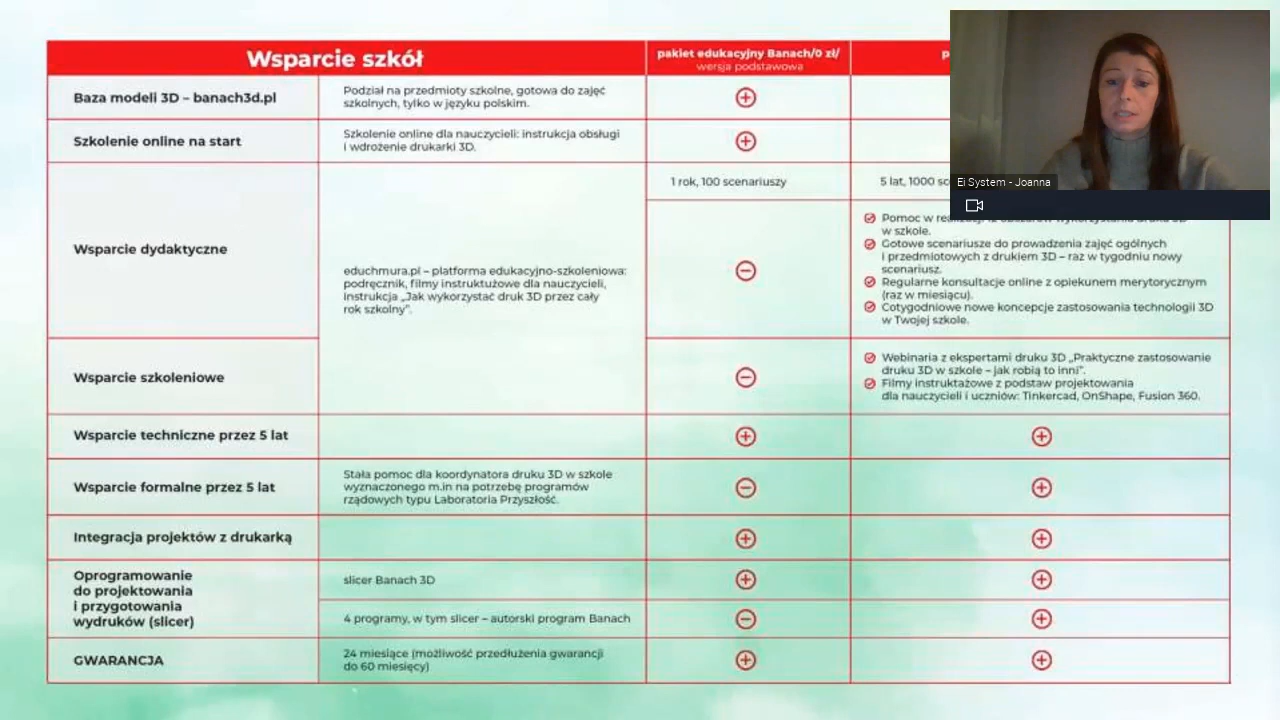 Wsparcie szkół
pakiet edukacyjny Banach/0 zł/
wersja podstawowa
Baza modeli 3D – banach3d.pl
Podział na przedmioty szkolne, gotowa do zajęć
szkolnych, tylko w języku polskim.
Szkolenie online na start
Szkolenie online dla nauczycieli: instrukcja obsługi
i wdrożenie drukarki 3D.
Wsparcie dydaktyczne
educhmura.pl – platforma edukacyjno-szkoleniowa:
podręcznik, filmy instruktużowe dla nauczycieli,
instrukcja „Jak wykorzystać druk 3D przez cały
rok szkolny”.
1 rok, 100 scenariuszy
5 lat, 1000
Ei System - Joanna
Pomoc w
w szkole.
Gotowe scenariusze do prowadzenia zajęć ogólnych
i przedmiotowych z drukiem 3D – raz w tygodniu nowy
scenariusz.
Regularne konsultacje online z opiekunem merytorycznym
(raz w miesiącu).
Cotygodniowe nowe koncepcje zastosowania technologii 3D
w Twojej szkole.
Wsparcie szkoleniowe
Webinaria z ekspertami druku 3D „Praktyczne zastosowanie
druku 3D w szkole – jak robią to inni”.
Filmy instruktażowe z podstaw projektowania
dla nauczycieli i uczniów: Tinkercad, OnShape, Fusion 360.
Wsparcie techniczne przez 5 lat
Wsparcie formalne przez 5 lat
Stała pomoc dla koordynatora druku 3D w szkole
wyznaczonego m.in na potrzebę programów
rządowych typu Laboratoria Przyszłość.
Integracja projektów z drukarką
Oprogramowanie
do projektowania
i przygotowania
wydruków (slicer)
slicer Banach 3D
4 programy, w tym slicer – autorski program Banach
GWARANCJA
24 miesiące (możliwość przedłużenia gwarancji
do 60 miesięcy)